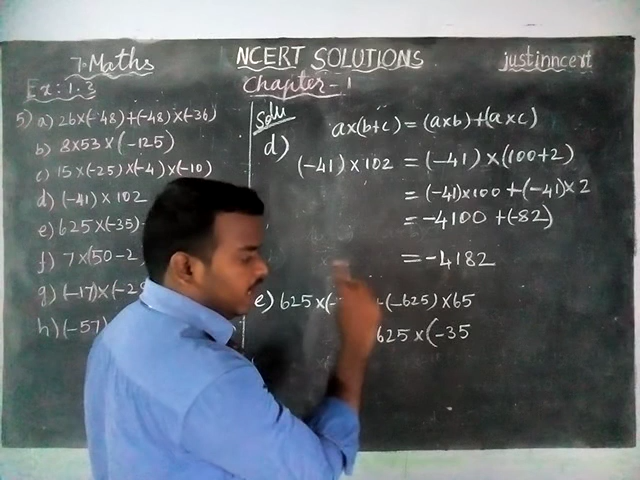 7. Maths NCERT SOLUTIONS justinncert
Ex: 1.3 Chapter - 1
5) a) 26×(-48)+(-48)×(-36)
b) 8×53×(-125)
c) 15×(-25)×(-4)×(-10)
d) (-41)×102
e) 625×(-35)
f) 7×(50-2
g) (-17)×(-29
h) (-57)
Solu
a×(b+c) = (a×b)+(a×c)
d) (-41)×102 = (-41)×(100+2)
= (-41)×100 + (-41)×2
= -4100 + (-82)
= -4182
e) 625×(- +(-625)×65
625×(-35